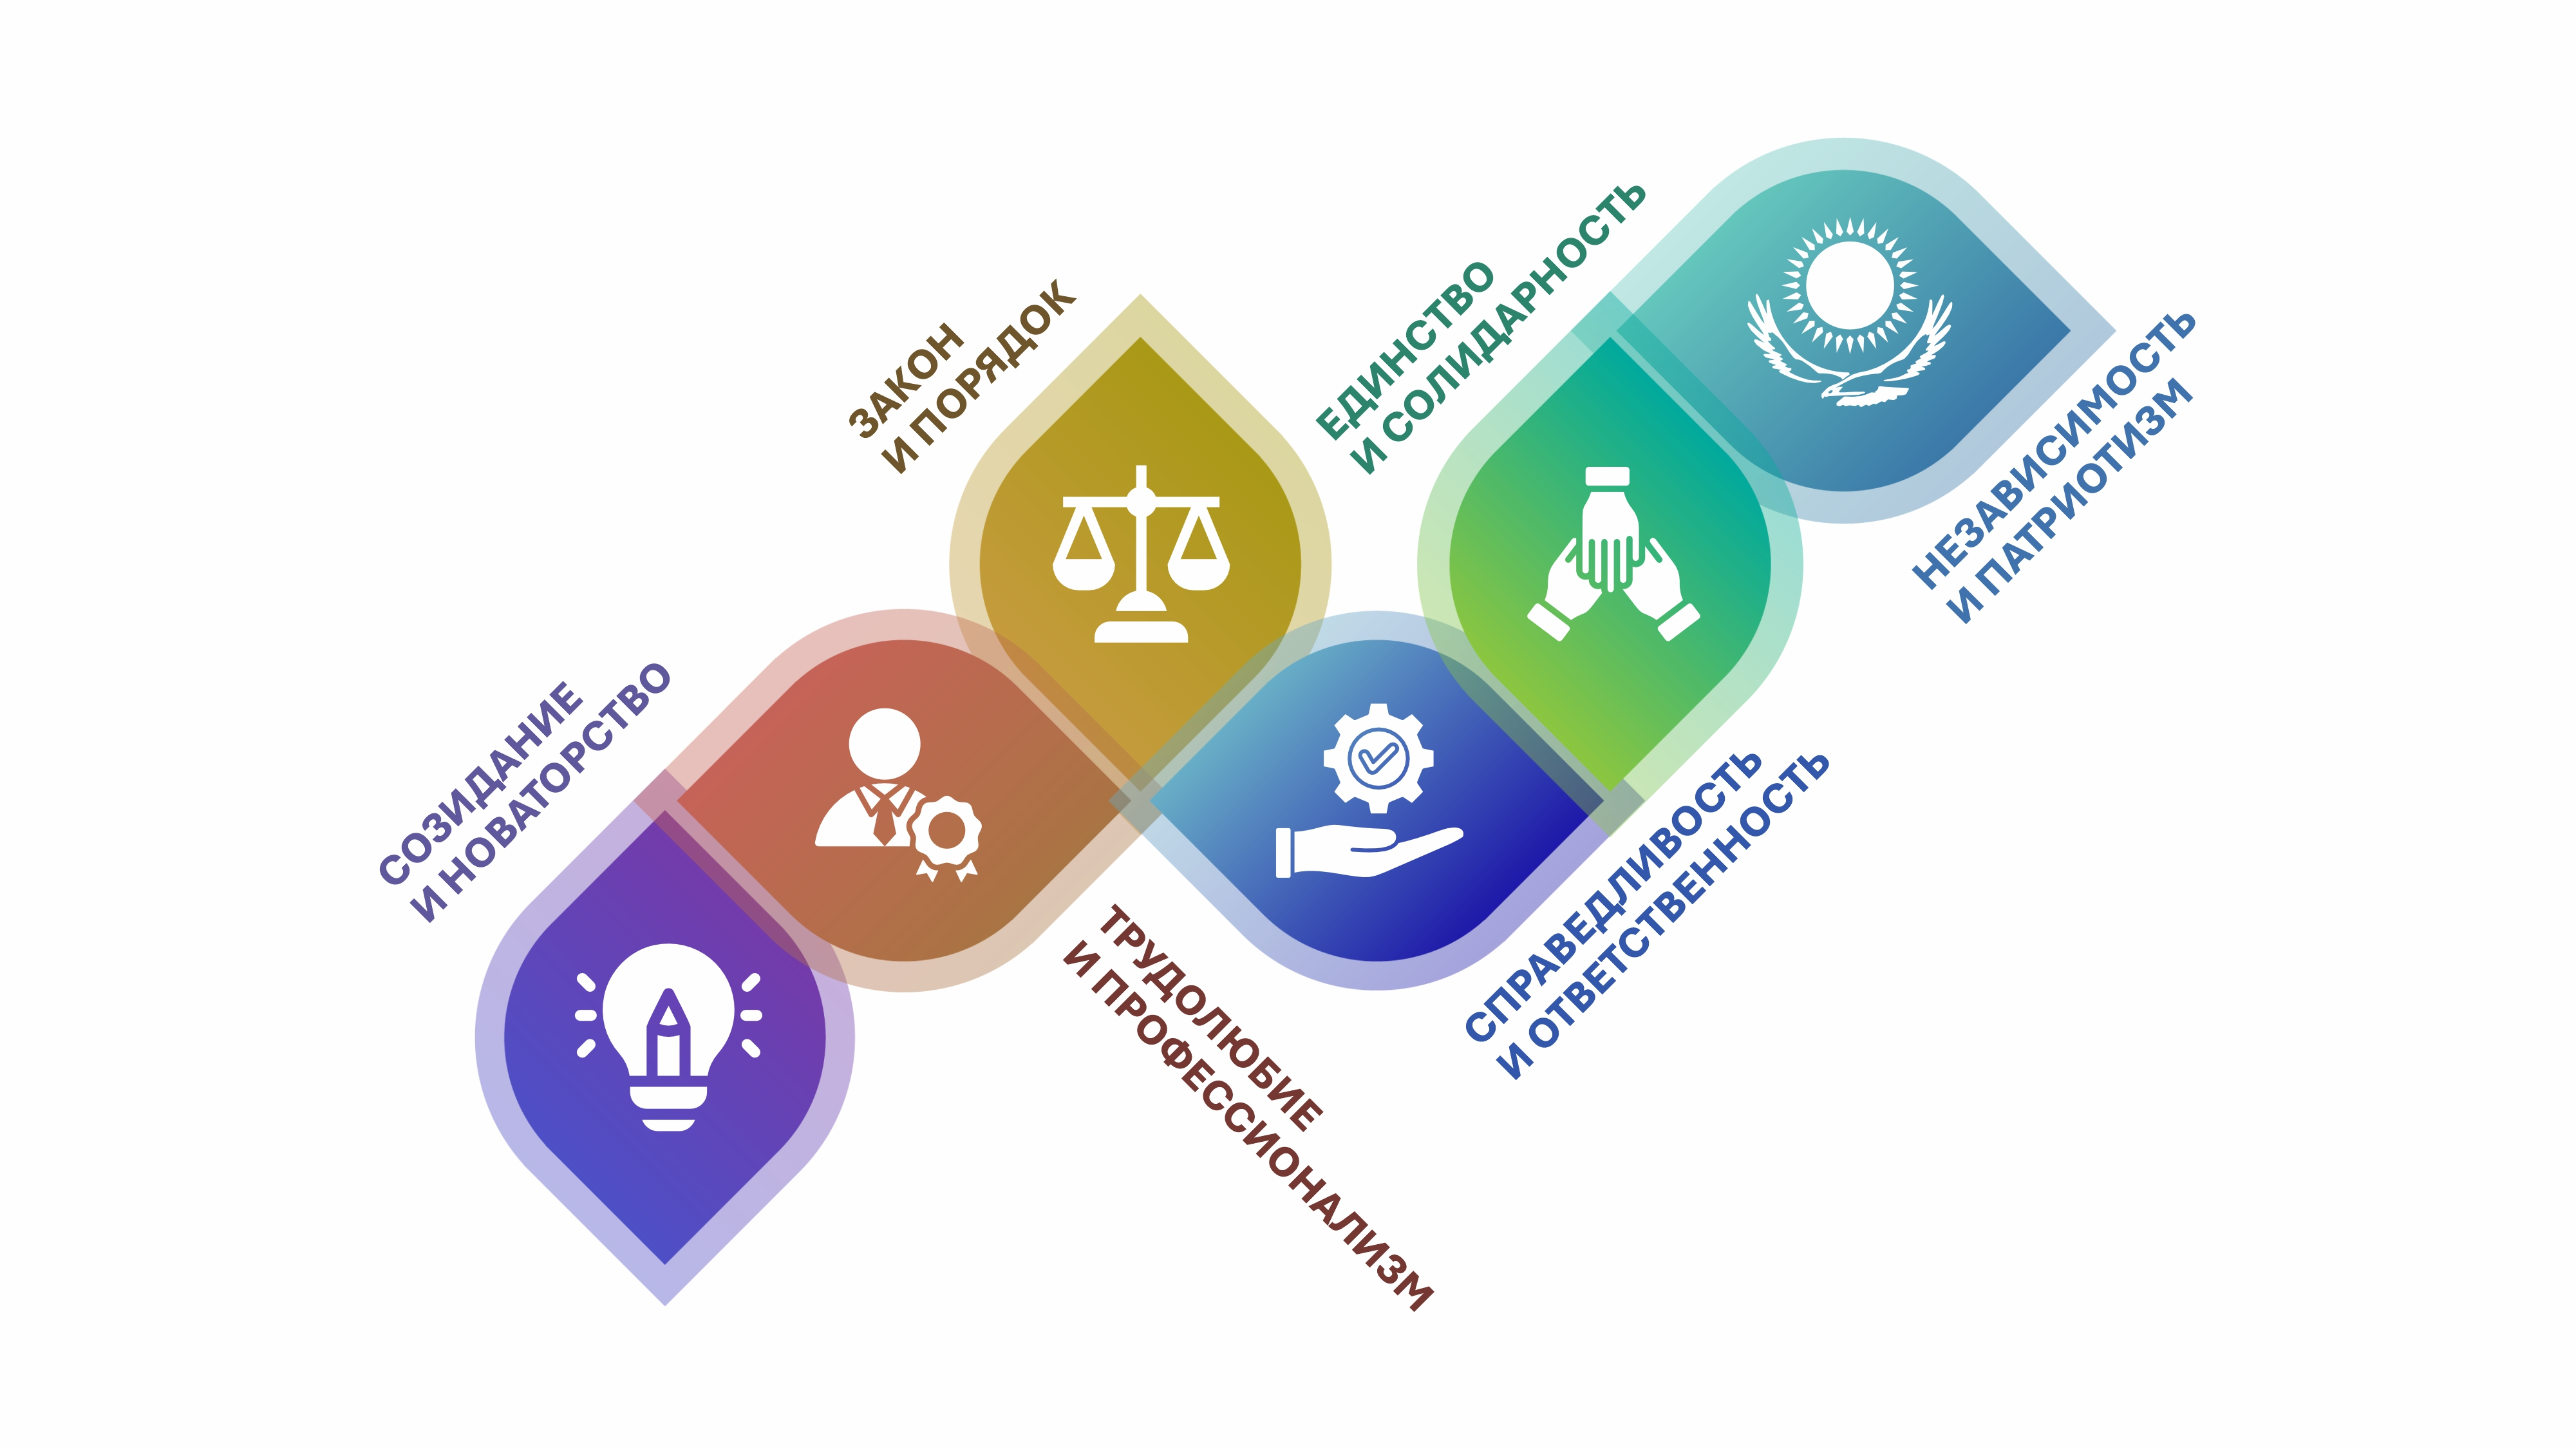 СОЗИДАНИЕ
И НОВАТОРСТВО
ТРУДОЛЮБИЕ
И ПРОФЕССИОНАЛИЗМ
ЗАКОН
И ПОРЯДОК
СПРАВЕДЛИВОСТЬ
И ОТВЕТСТВЕННОСТЬ
ЕДИНСТВО
И СОЛИДАРНОСТЬ
НЕЗАВИСИМОСТЬ
И ПАТРИОТИЗМ